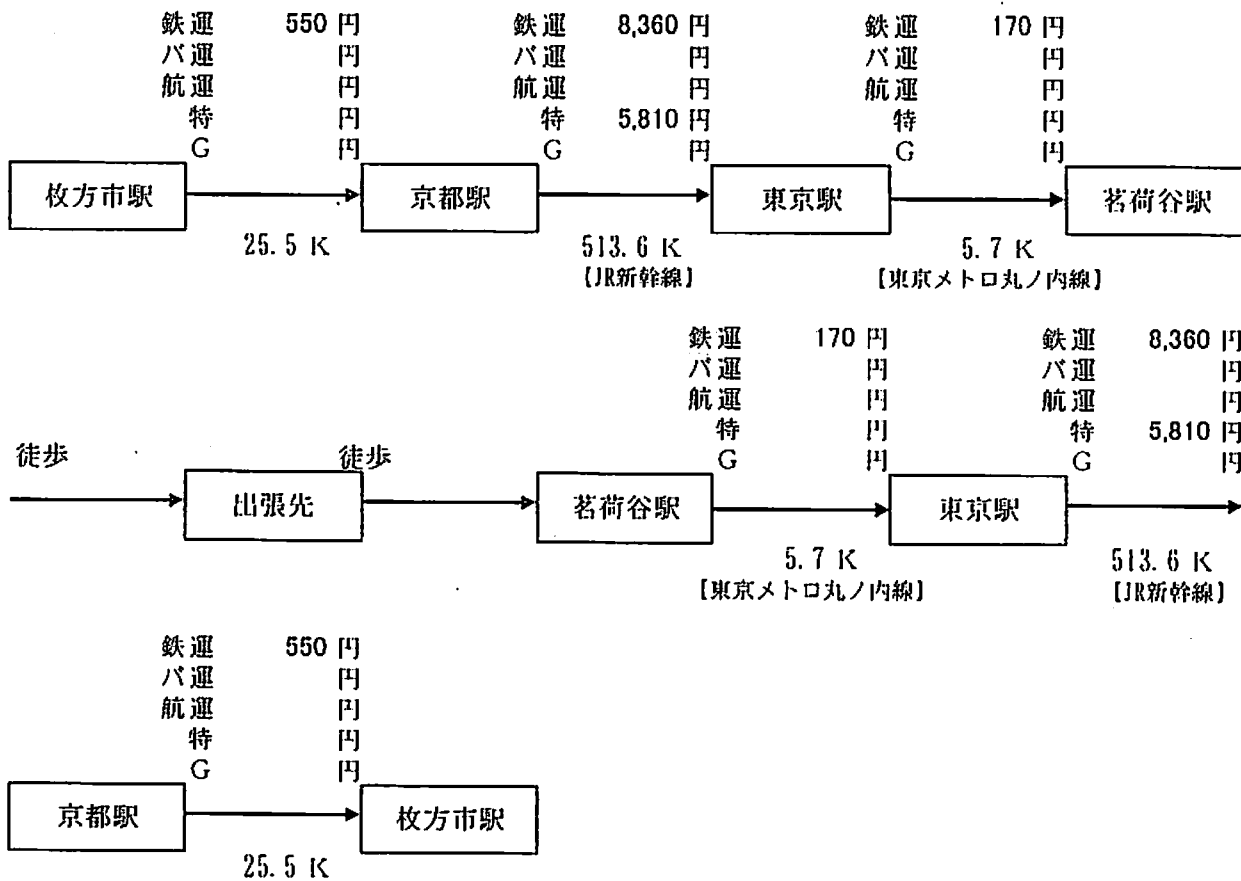 鉄運 550 円 鉄運 8,360 円 鉄運 170 円
バ運 円 バ運 円 バ運 円
航運 円 航運 円 航運 円
特 円 特 5,810 円 特 円
G 円 G 円 G 円
枚方市駅 京都駅 東京駅 茗荷谷駅
25.5 K 513.6 K 5.7 K
【JR新幹線】 【東京メトロ丸ノ内線】
鉄運 170 円 鉄運 8,360 円
バ運 円 バ運 円
航運 円 航運 円
特 円 特 5,810 円
G 円 G 円
徒歩 徒歩
出張先 茗荷谷駅 東京駅
5.7 K 513.6 K
【東京メトロ丸ノ内線】 【JR新幹線】
鉄運 550 円
バ運 円
航運 円
特 円
G 円
京都駅 枚方市駅
25.5 K